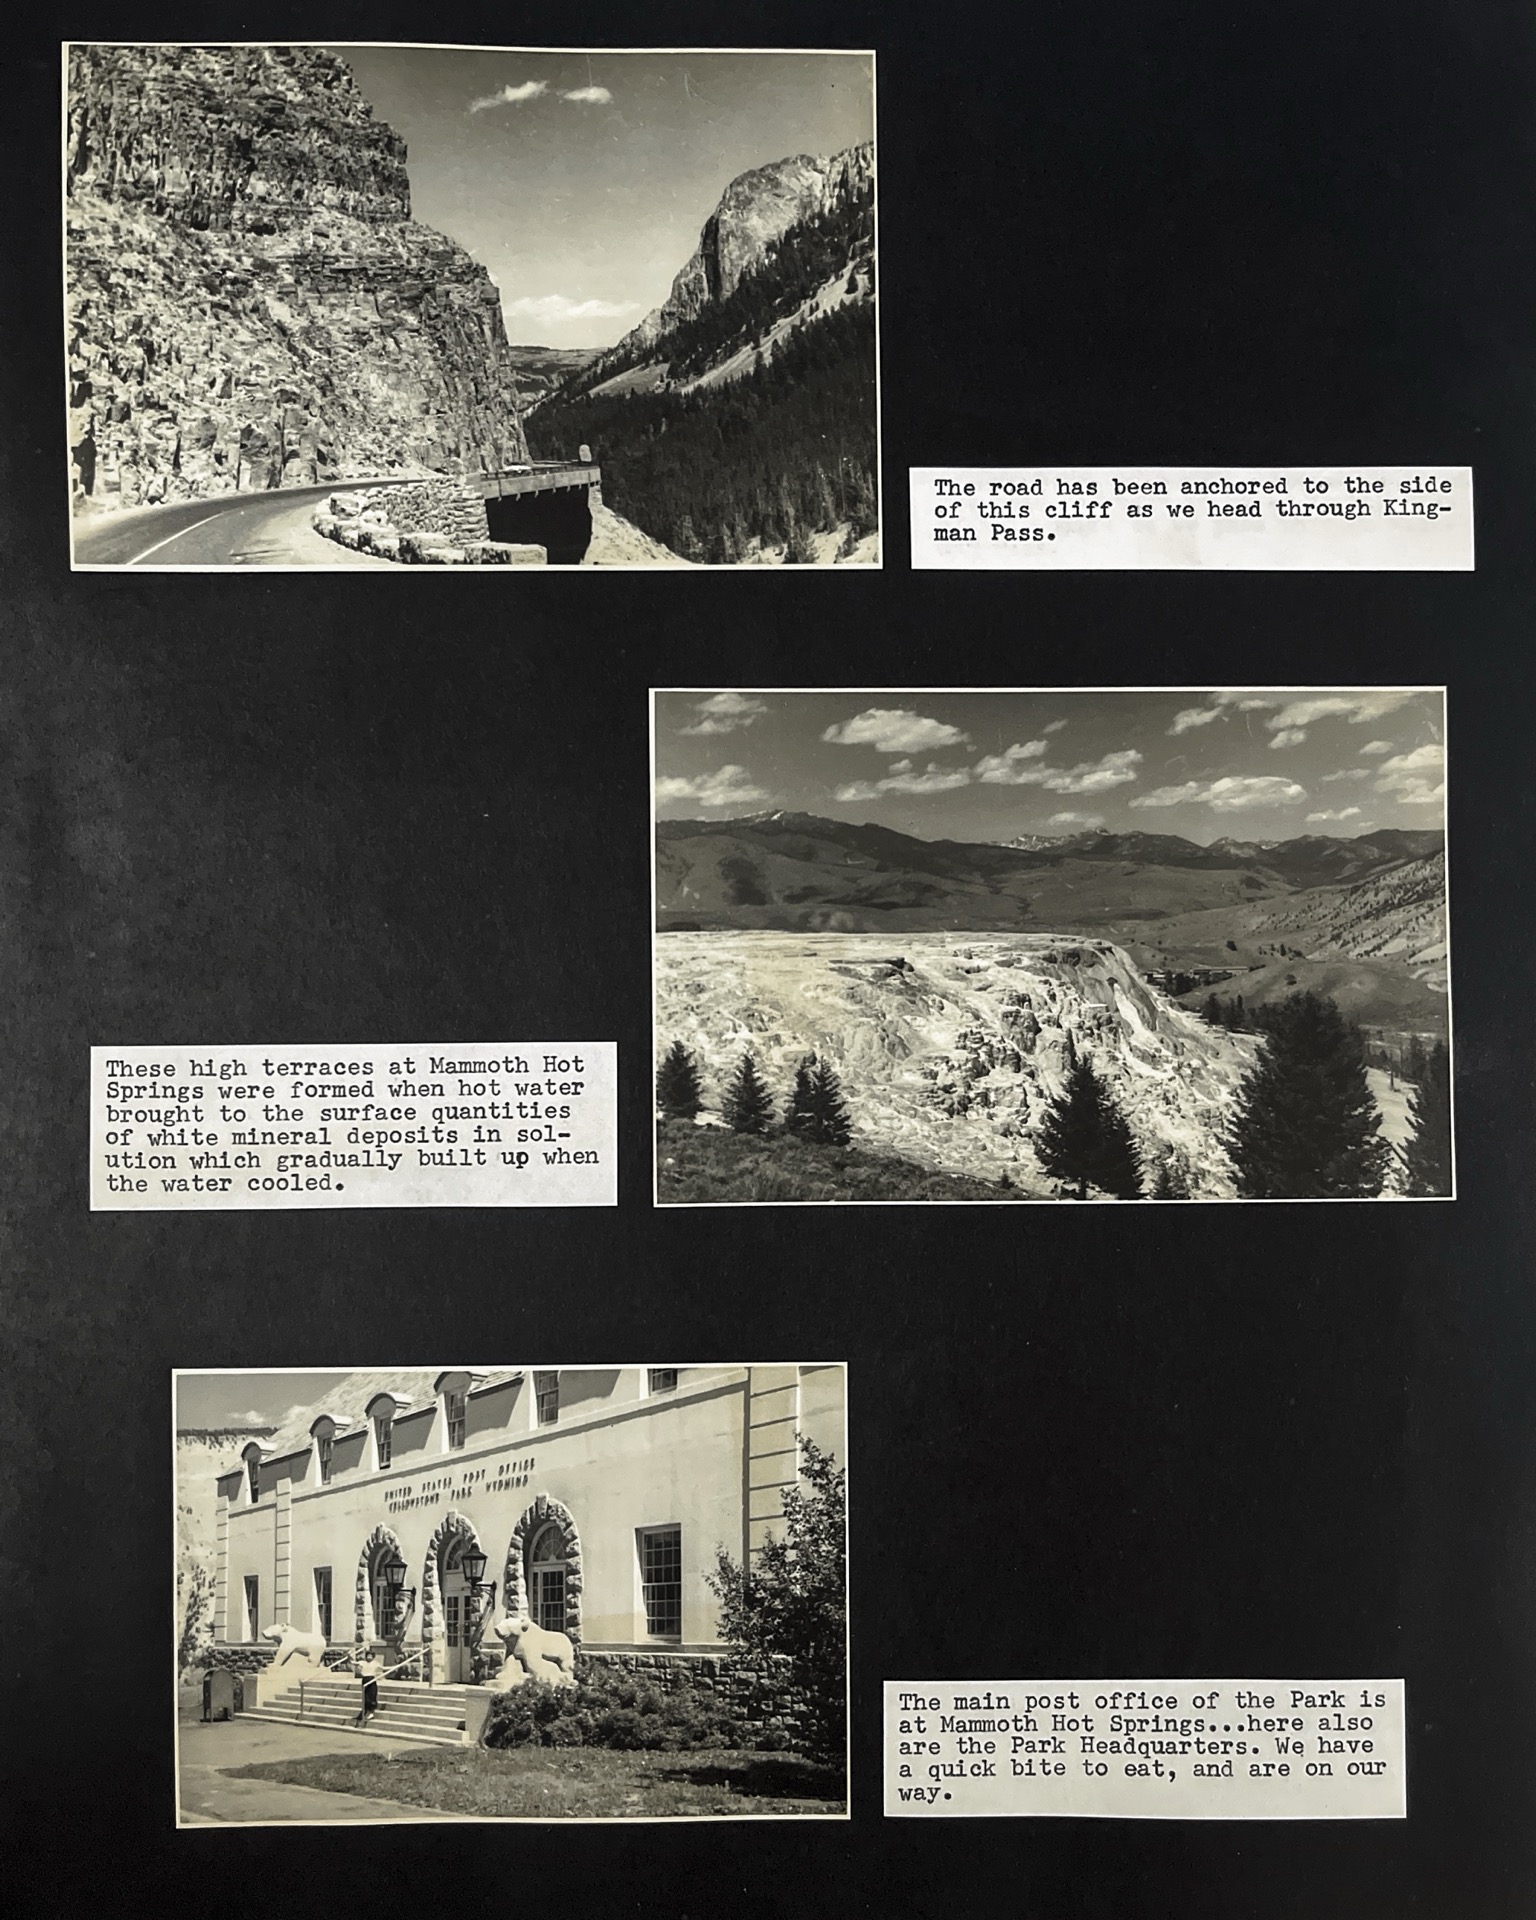 The road has been anchored to the side
of this cliff as we head through King-
man Pass.
These high terraces at Mammoth Hot
Springs were formed when hot water
brought to the surface quantities
of white mineral deposits in sol-
ution which gradually built up when
the water cooled.
UNITED STATES POST OFFICE
YELLOWSTONE PARK WYOMING
The main post office of the Park is
at Mammoth Hot Springs...here also
are the Park Headquarters. We have
a quick bite to eat, and are on our
way.